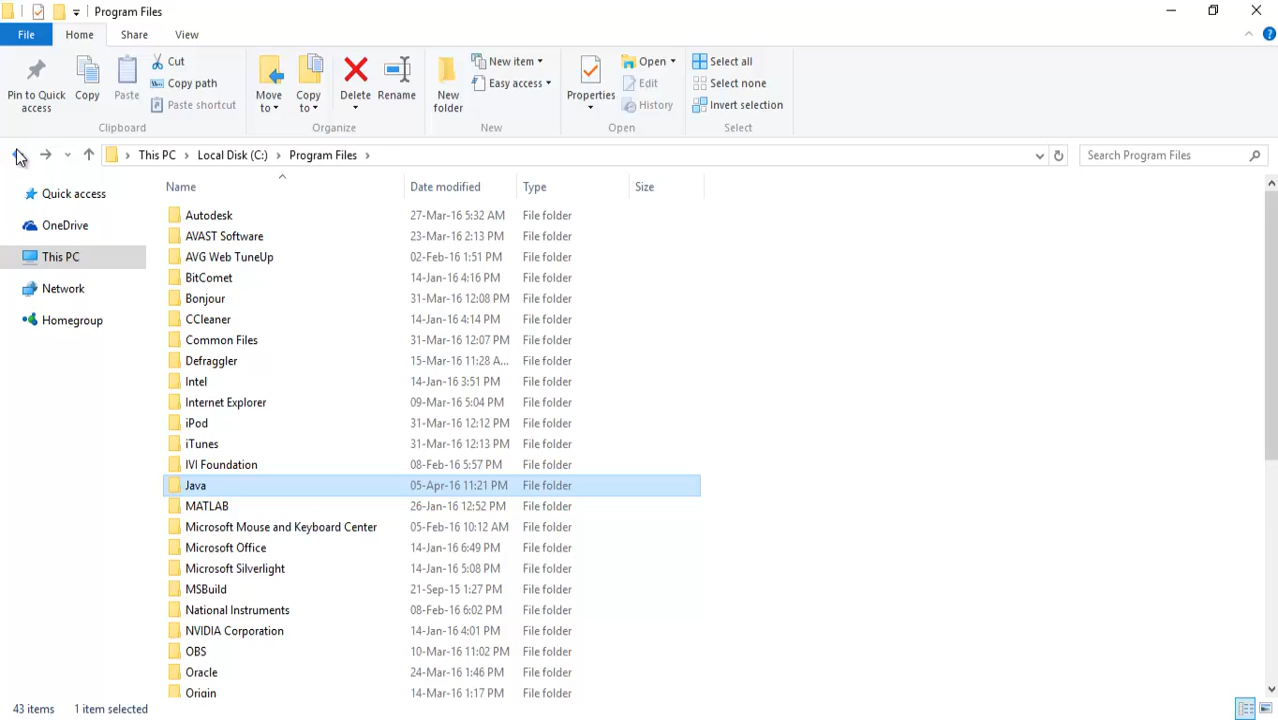 Program Files
File Home Share View
Pin to Quick access
Copy
Paste
Cut
Copy path
Paste shortcut
Clipboard
Move to
Copy to
Delete
Rename
Organize
New folder
New item
Easy access
New
Properties
Open
Edit
History
Open
Select all
Select none
Invert selection
Select
This PC Local Disk (C:) Program Files
Search Program Files
Quick access
OneDrive
This PC
Network
Homegroup
Name Date modified Type Size
Autodesk 27-Mar-16 5:32 AM File folder
AVAST Software 23-Mar-16 2:13 PM File folder
AVG Web TuneUp 02-Feb-16 1:51 PM File folder
BitComet 14-Jan-16 4:16 PM File folder
Bonjour 31-Mar-16 12:08 PM File folder
CCleaner 14-Jan-16 4:14 PM File folder
Common Files 31-Mar-16 12:07 PM File folder
Defraggler 15-Mar-16 11:28 A... File folder
Intel 14-Jan-16 3:51 PM File folder
Internet Explorer 09-Mar-16 5:04 PM File folder
iPod 31-Mar-16 12:12 PM File folder
iTunes 31-Mar-16 12:13 PM File folder
IVI Foundation 08-Feb-16 5:57 PM File folder
Java 05-Apr-16 11:21 PM File folder
MATLAB 26-Jan-16 12:52 PM File folder
Microsoft Mouse and Keyboard Center 05-Feb-16 10:12 AM File folder
Microsoft Office 14-Jan-16 6:49 PM File folder
Microsoft Silverlight 14-Jan-16 5:08 PM File folder
MSBuild 21-Sep-15 1:27 PM File folder
National Instruments 08-Feb-16 6:02 PM File folder
NVIDIA Corporation 14-Jan-16 4:01 PM File folder
OBS 10-Mar-16 11:02 PM File folder
Oracle 24-Mar-16 1:46 PM File folder
Origin 14-Mar-16 1:17 PM File folder
43 items 1 item selected